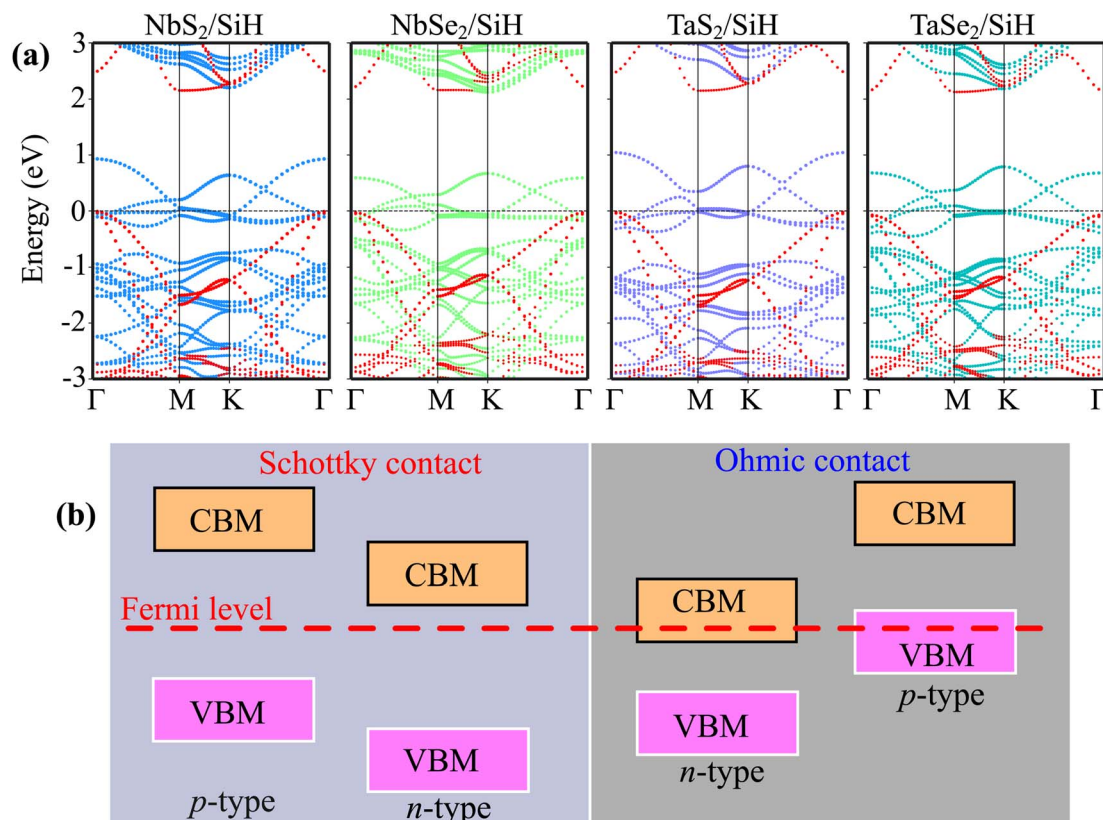 (a)
NbS₂/SiH
NbSe₂/SiH
TaS₂/SiH
TaSe₂/SiH
Energy (eV)
3
2
1
0
-1
-2
-3
Γ M K Γ
Γ M K Γ
Γ M K Γ
Γ M K Γ
(b)
Schottky contact
Ohmic contact
CBM
CBM
CBM
CBM
Fermi level
VBM
VBM
VBM
VBM
p-type
n-type
n-type
p-type